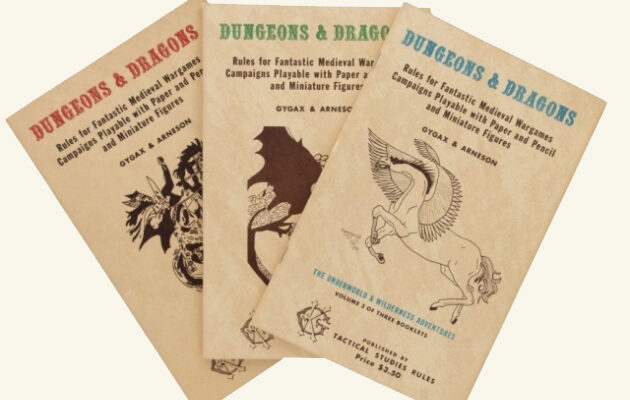 DUNGEONS & DRAGONS
Rules for Fantastic Medieval Wargames
Campaigns Playable with Paper and Pencil
and Miniature Figures
GYGAX & ARNESON
DUNGEONS & DRAGO
Rules for Fantastic Medieval War
Campaigns Playable with Paper a
and Miniature Figure
GYGAX & ARNESO
DUNGEONS & DRAGONS
Rules for Fantastic Medieval Wargames
Campaigns Playable with Paper and Pencil
and Miniature Figures
GYGAX & ARNESON
THE UNDERWORLD & WILDERNESS ADVENTURES
VOLUME 3 OF THREE BOOKLETS
PUBLISHED BY
TACTICAL STUDIES RULES
Price $3.50